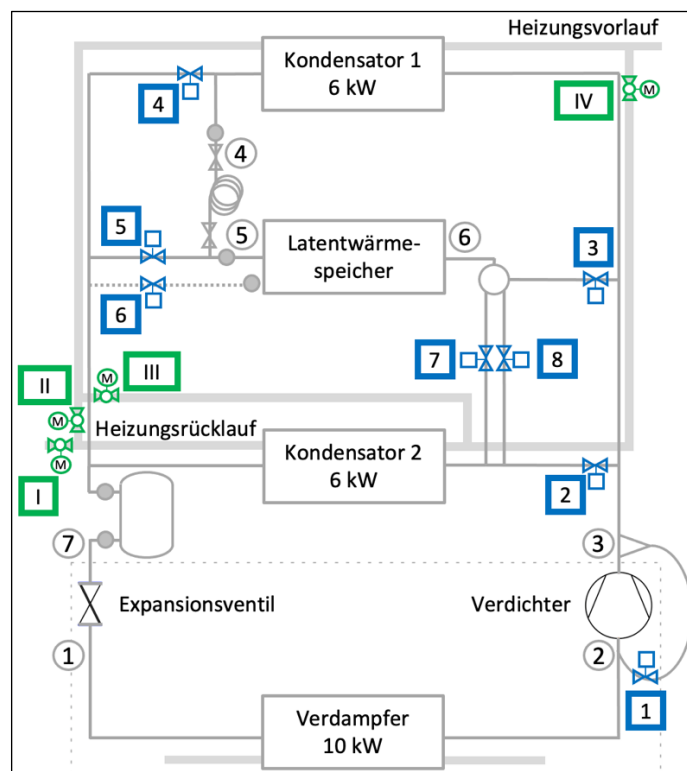 Heizungsvorlauf
Kondensator 1
6 kW
IV
M
4
4
5
5
Latentwärme-
speicher
6
3
6
7
8
II
M
III
M
Heizungsrücklauf
M
I
Kondensator 2
6 kW
2
7
3
Expansionsventil
Verdichter
1
2
1
Verdampfer
10 kW